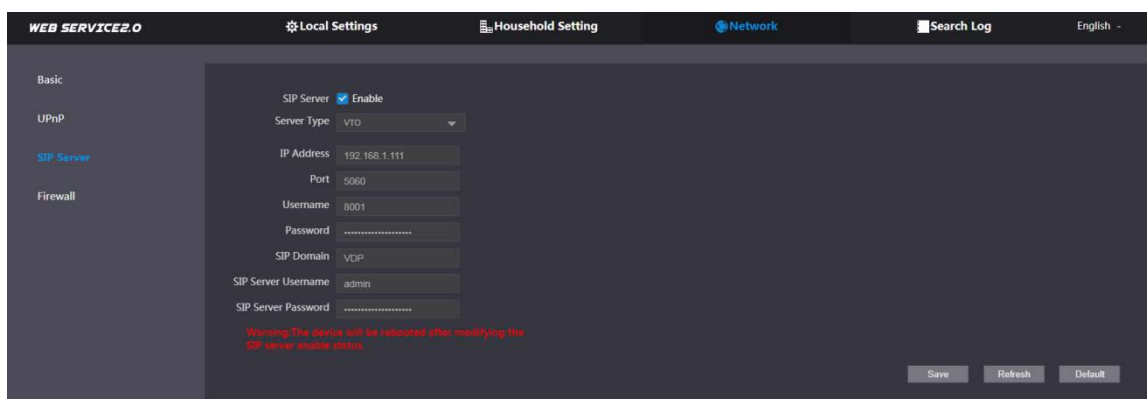 WEB SERVICE2.0 Local Settings Household Setting Network Search Log English -
Basic
UPnP
SIP Server
Firewall
SIP Server Enable
Server Type VTO
IP Address 192.168.1.111
Port 5060
Username 8001
Password ••••••••••••••••••••
SIP Domain VDP
SIP Server Username admin
SIP Server Password ••••••••••••••••••••
Warning:The device will be rebooted after modifying the
SIP server enable status.
Save Refresh Default